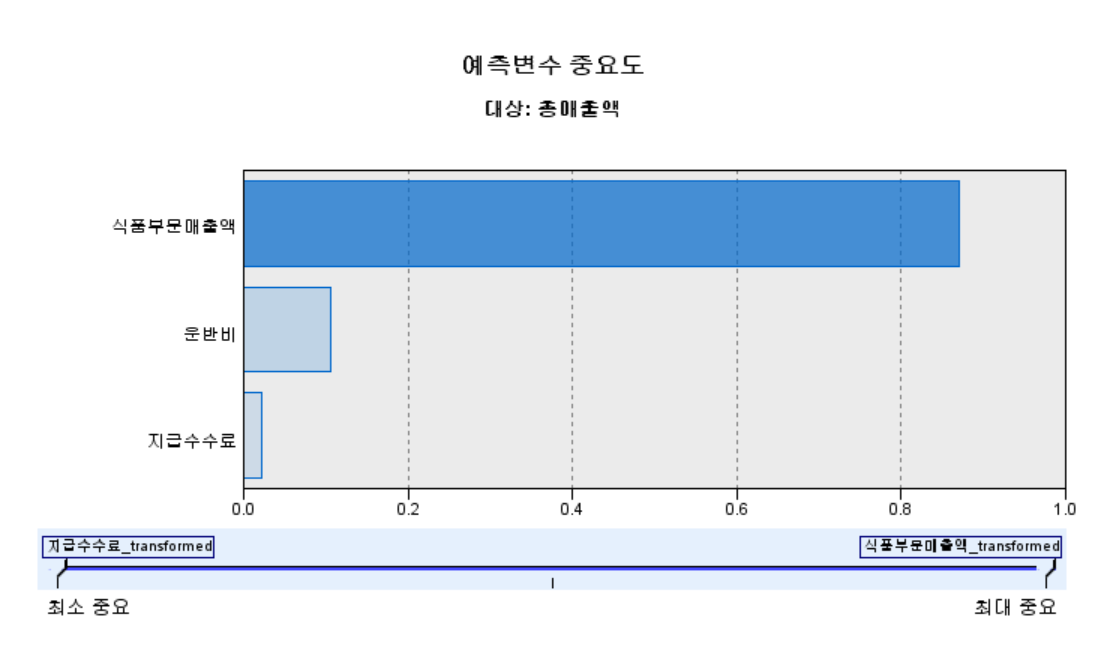 예측변수 중요도
대상: 총매출액
식품부문매출액
운반비
지급수수료
0.0 0.2 0.4 0.6 0.8 1.0
지급수수료_transformed 식품부문매출액_transformed
최소 중요 최대 중요